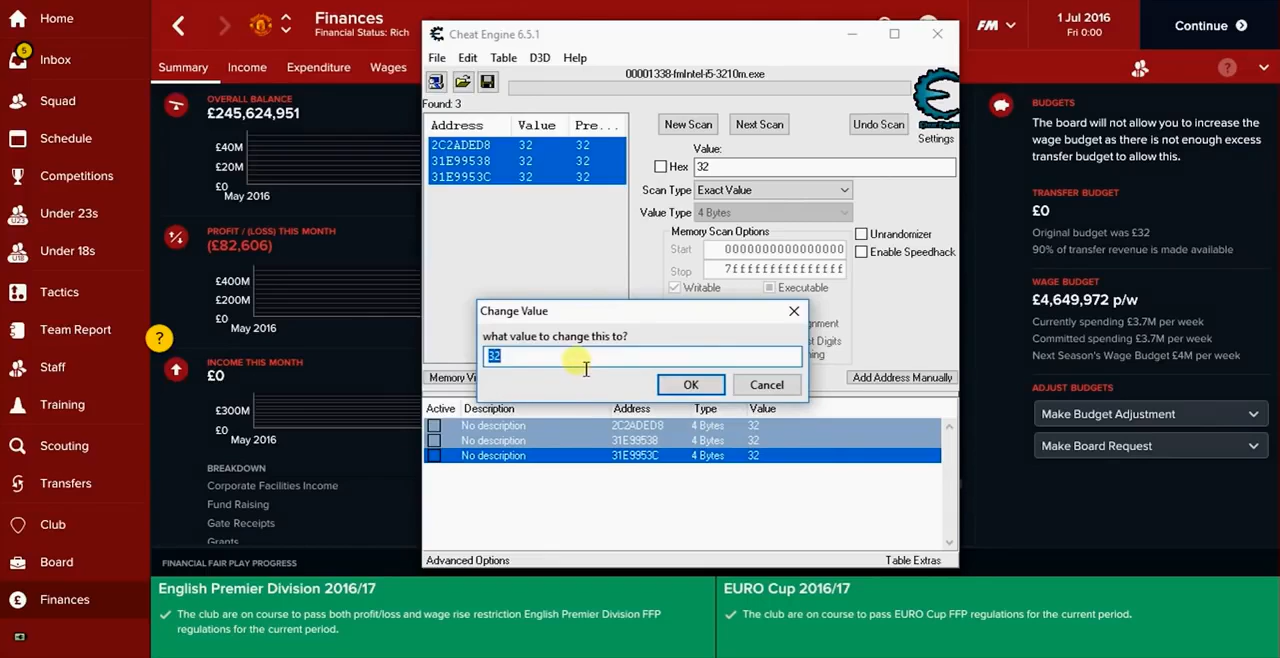 Home
5
Inbox
Squad
Schedule
Competitions
U23
Under 23s
U18
Under 18s
Tactics
Team Report
Staff
Training
Scouting
Transfers
Club
Board
£
Finances
Finances
Financial Status: Rich
Summary
Income
Expenditure
Wages
FM
1 Jul 2016
Fri 0:00
Continue
?
OVERALL BALANCE
£245,624,951
£40M
£20M
£0
May 2016
PROFIT / (LOSS) THIS MONTH
(£82,606)
£400M
£200M
£0
May 2016
?
INCOME THIS MONTH
£0
£300M
£0
May 2016
BREAKDOWN
Corporate Facilities Income
Fund Raising
Gate Receipts
Grants
Cheat Engine 6.5.1
File Edit Table D3D Help
00001338-fmIntel-i5-3210m.exe
Found: 3
Address Value Pre...
2C2ADED8 32 32
31E99538 32 32
31E9953C 32 32
New Scan
Next Scan
Undo Scan
Settings
Value:
Hex 32
Scan Type Exact Value
Value Type 4 Bytes
Memory Scan Options
Start 0000000000000000
Stop 7fffffffffffffff
Writable
Executable
Unrandomizer
Enable Speedhack
Change Value
what value to change this to?
32
OK
Cancel
Memory Vi
Add Address Manually
Active Description Address Type Value
No description 2C2ADED8 4 Bytes 32
No description 31E99538 4 Bytes 32
No description 31E9953C 4 Bytes 32
Advanced Options
Table Extras
BUDGETS
The board will not allow you to increase the
wage budget as there is not enough excess
transfer budget to allow this.
TRANSFER BUDGET
£0
Original budget was £32
90% of transfer revenue is made available
WAGE BUDGET
£4,649,972 p/w
Currently spending £3.7M per week
Committed spending £3.7M per week
Next Season's Wage Budget £4M per week
ADJUST BUDGETS
Make Budget Adjustment
Make Board Request
FINANCIAL FAIR PLAY PROGRESS
English Premier Division 2016/17
The club are on course to pass both profit/loss and wage rise restriction English Premier Division FFP
regulations for the current period.
EURO Cup 2016/17
The club are on course to pass EURO Cup FFP regulations for the current period.